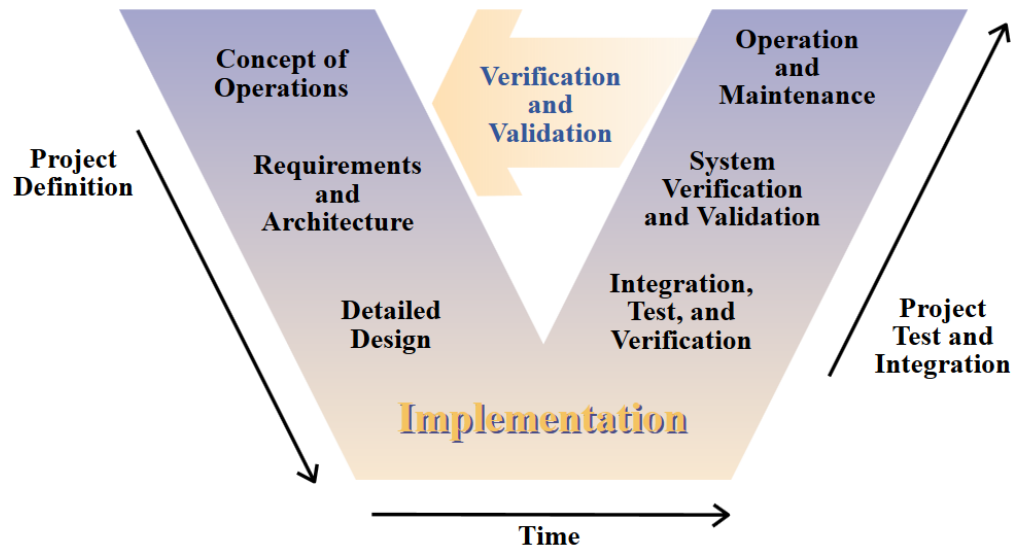 Concept of
Operations
Verification
and
Validation
Operation
and
Maintenance
Project
Definition
Requirements
and
Architecture
System
Verification
and Validation
Detailed
Design
Integration,
Test, and
Verification
Project
Test and
Integration
Implementation
Time